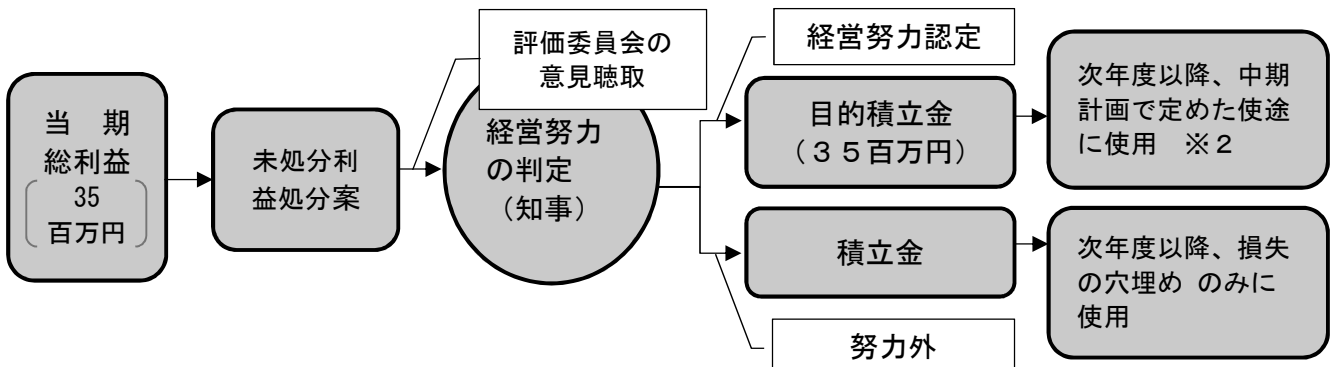 当　期
総利益
35
百万円
未処分利
益処分案
評価委員会の
意見聴取
経営努力
の判定
（知事）
経営努力認定
目的積立金
（３５百万円）
次年度以降、中期
計画で定めた使途
に使用　※２
積立金
努力外
次年度以降、損失
の穴埋め のみに
使用